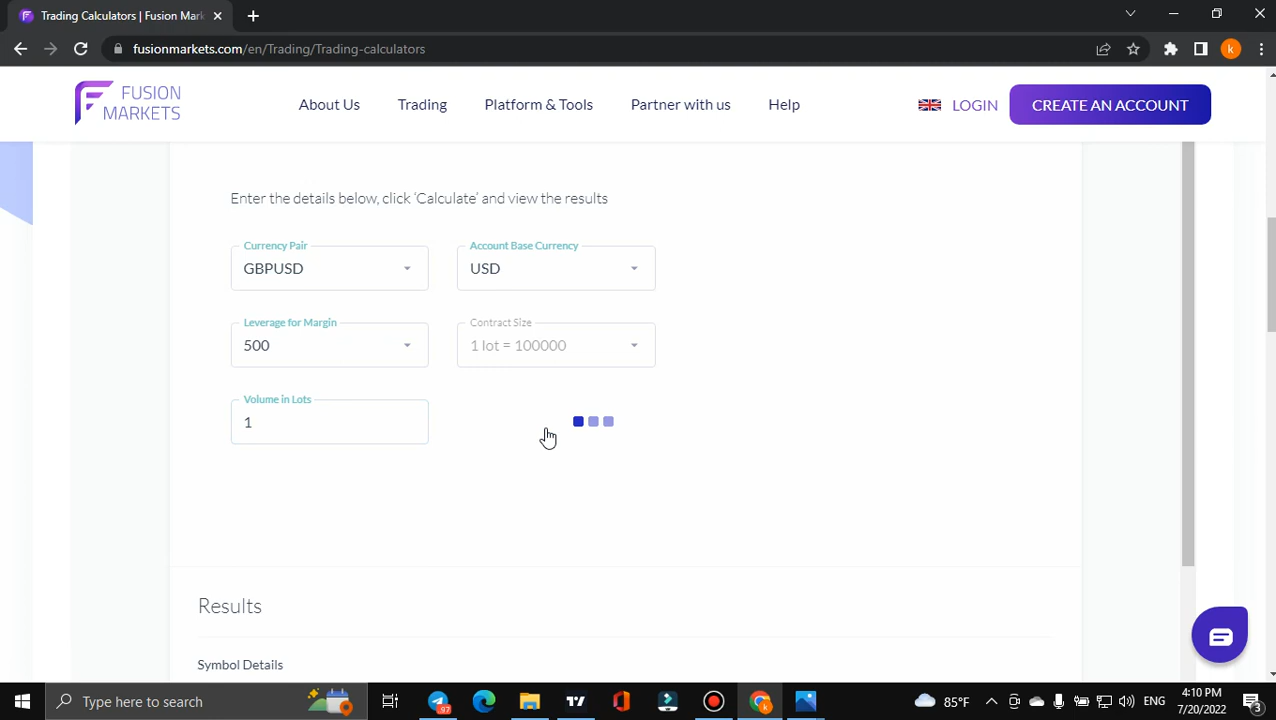 Trading Calculators | Fusion Mar
fusionmarkets.com/en/Trading/Trading-calculators
k
FUSION
MARKETS
About Us
Trading
Platform & Tools
Partner with us
Help
LOGIN
CREATE AN ACCOUNT
Enter the details below, click ‘Calculate’ and view the results
Currency Pair
GBPUSD
Account Base Currency
USD
Leverage for Margin
500
Contract Size
1 lot = 100000
Volume in Lots
1
Results
Symbol Details
Type here to search
97
k
85°F
ENG
4:10 PM
7/20/2022
3